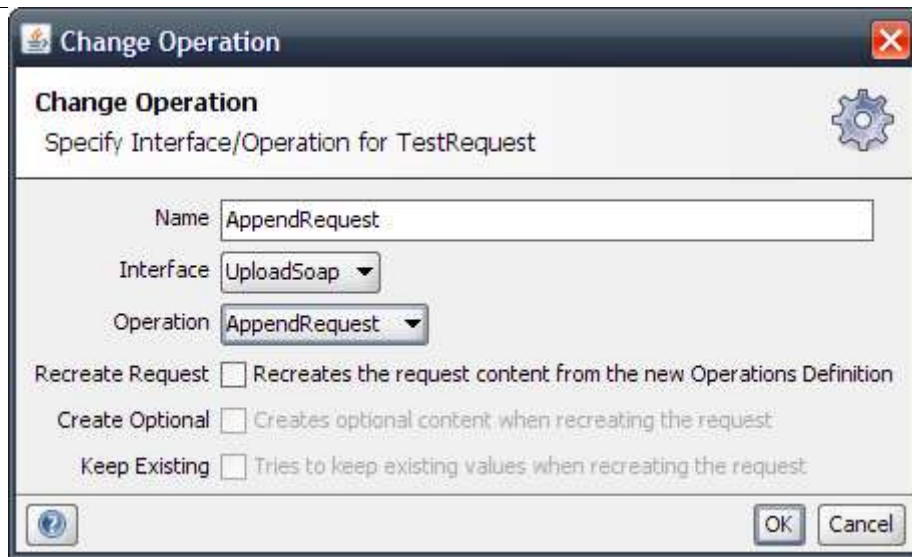 Change Operation
Change Operation
Specify Interface/Operation for TestRequest
Name AppendRequest
Interface UploadSoap
Operation AppendRequest
Recreate Request Recreates the request content from the new Operations Definition
Create Optional Creates optional content when recreating the request
Keep Existing Tries to keep existing values when recreating the request
? OK Cancel